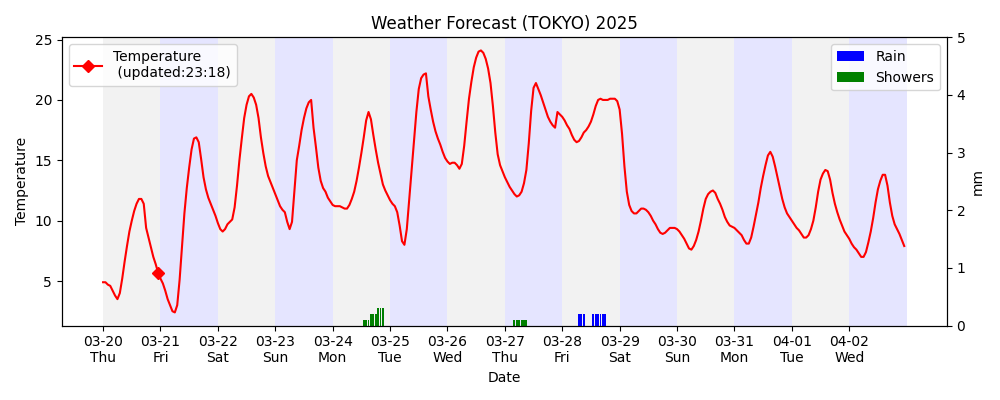 Weather Forecast (TOKYO) 2025
Temperature
(updated:23:18)
Rain
Showers
Temperature
25
20
15
10
5
5
4
3
2
1
0
mm
03-20 03-21 03-22 03-23 03-24 03-25 03-26 03-27 03-28 03-29 03-30 03-31 04-01 04-02
Thu Fri Sat Sun Mon Tue Wed Thu Fri Sat Sun Mon Tue Wed
Date